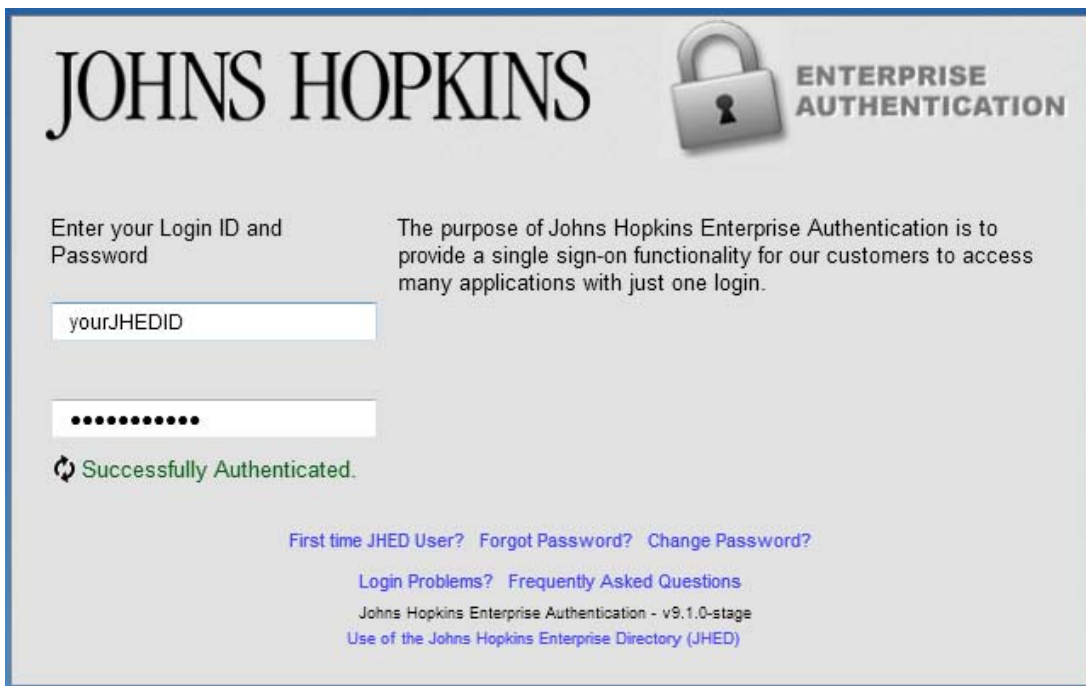 JOHNS HOPKINS
ENTERPRISE
AUTHENTICATION
Enter your Login ID and
Password
The purpose of Johns Hopkins Enterprise Authentication is to
provide a single sign-on functionality for our customers to access
many applications with just one login.
yourJHEDID
•••••••••••
Successfully Authenticated.
First time JHED User? Forgot Password? Change Password?
Login Problems? Frequently Asked Questions
Johns Hopkins Enterprise Authentication - v9.1.0-stage
Use of the Johns Hopkins Enterprise Directory (JHED)